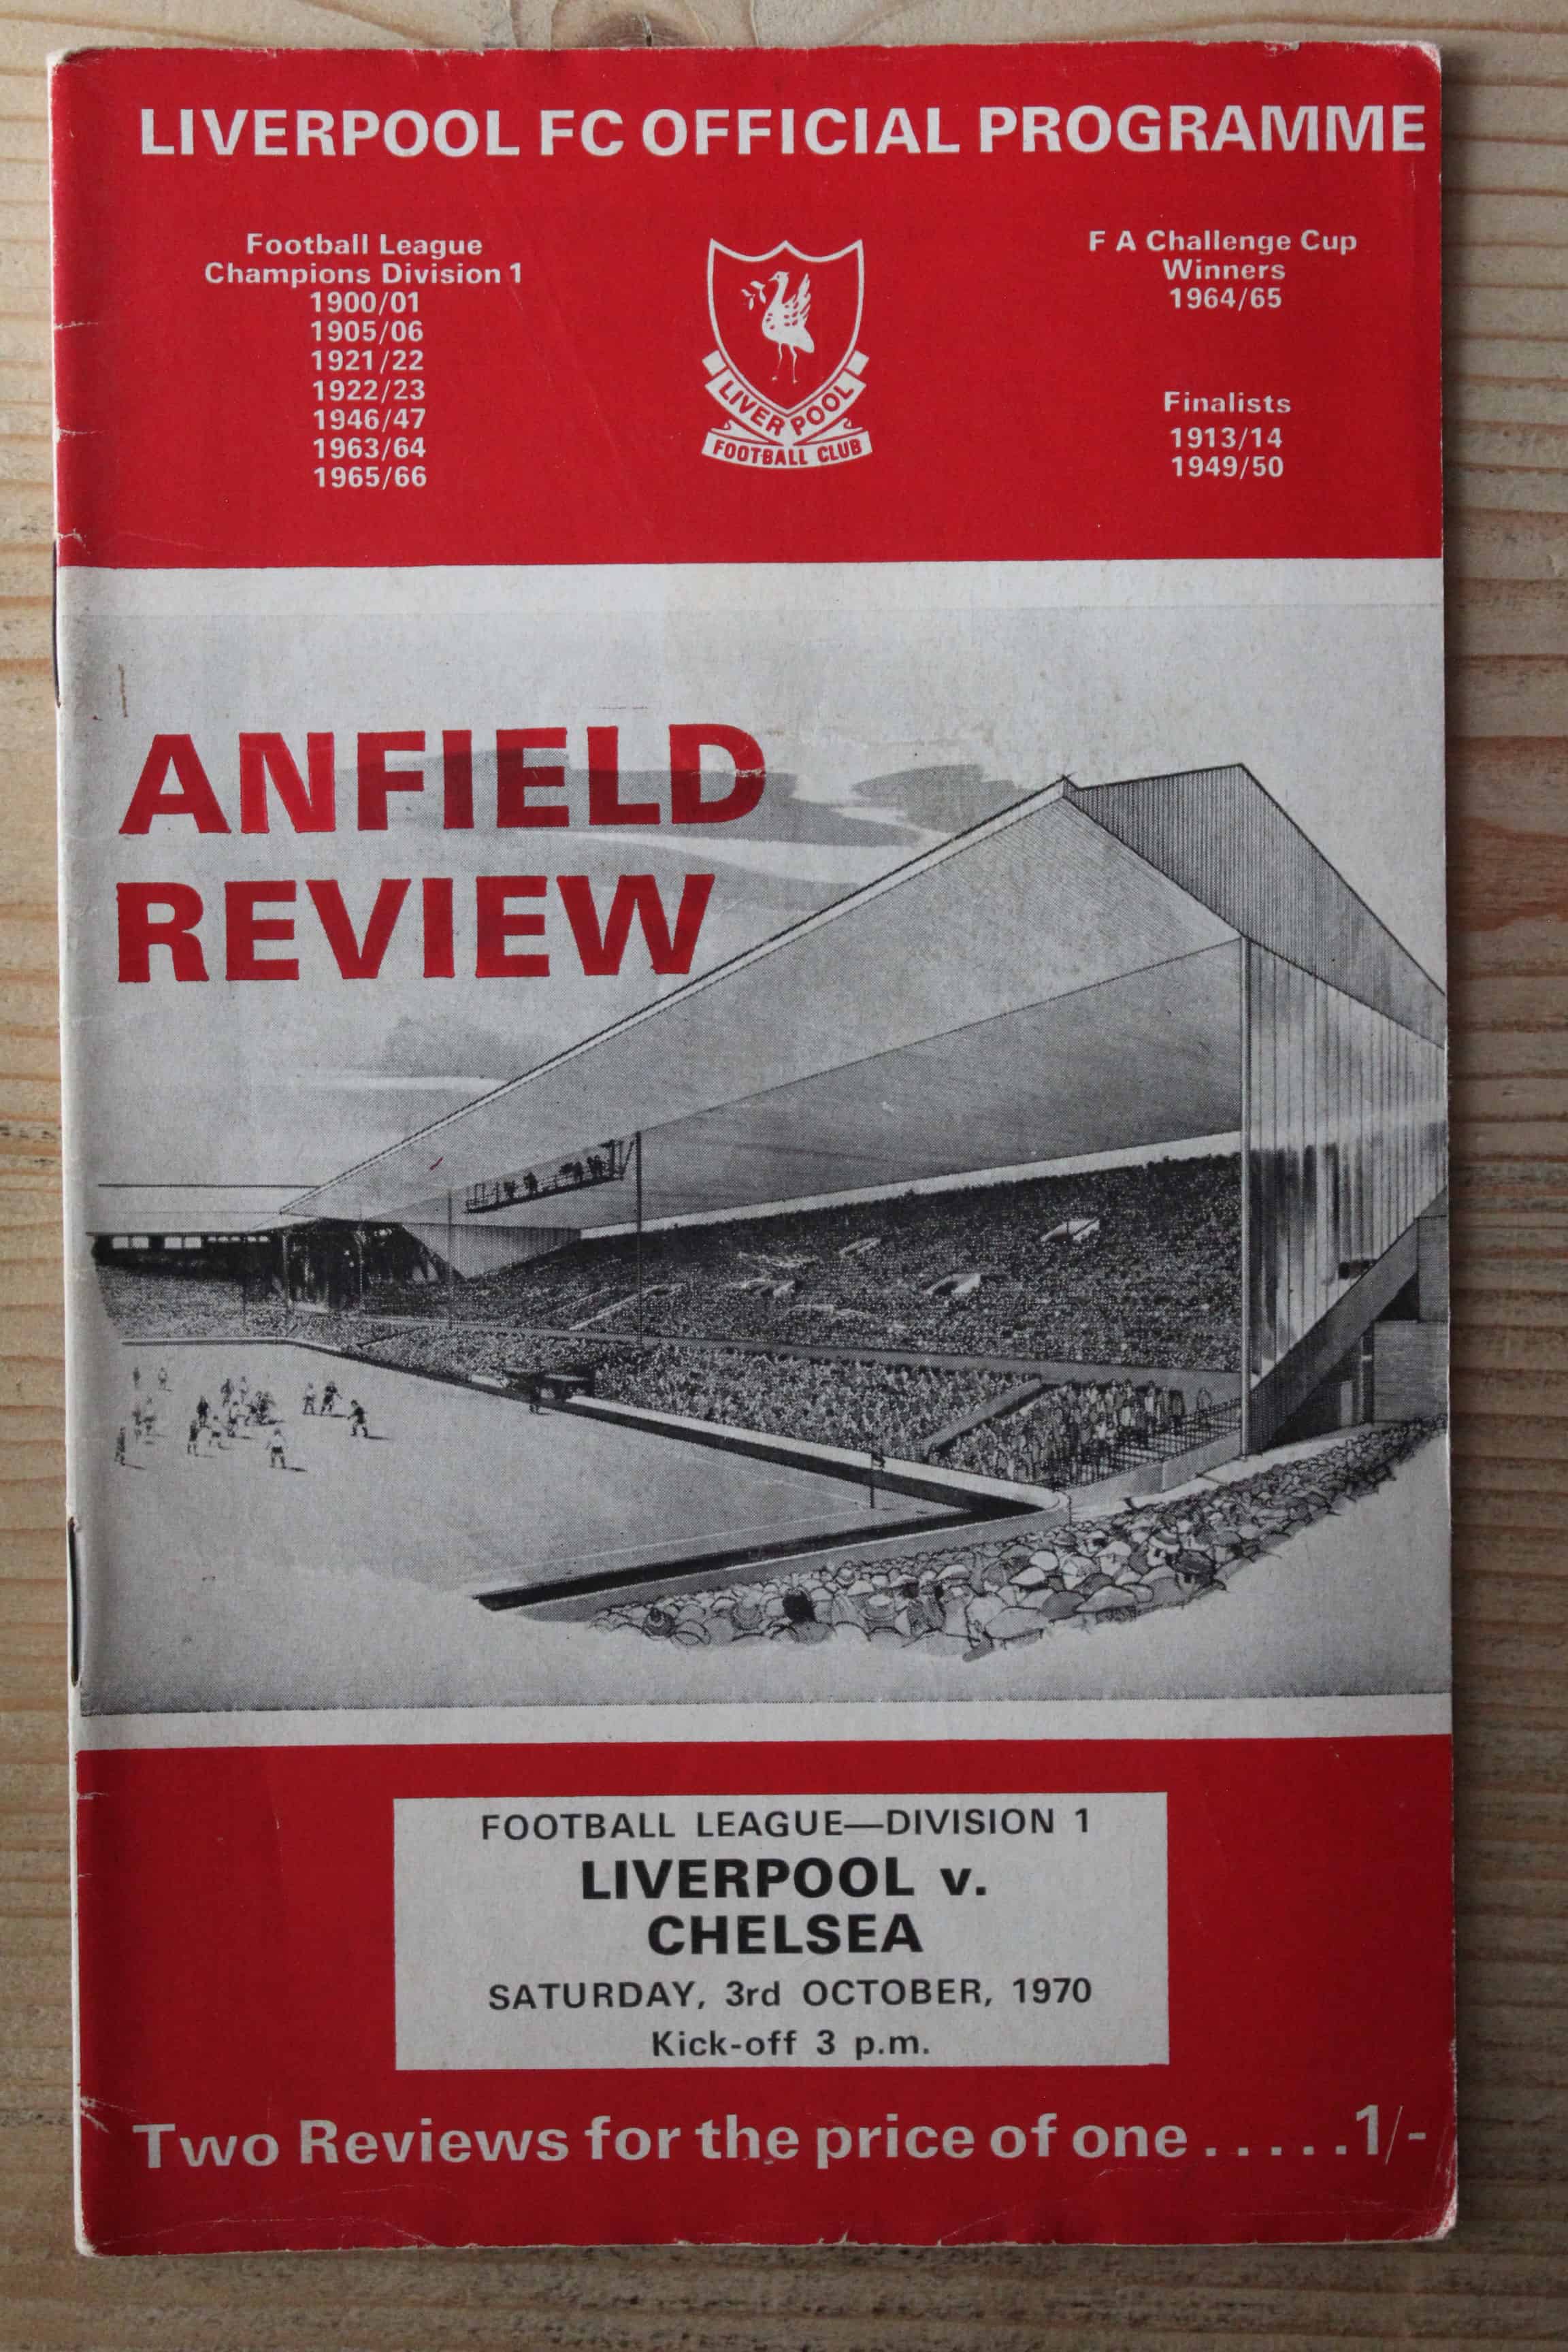 LIVERPOOL FC OFFICIAL PROGRAMME
Football League
Champions Division 1
1900/01
1905/06
1921/22
1922/23
1946/47
1963/64
1965/66
LIVERPOOL
FOOTBALL CLUB
F A Challenge Cup
Winners
1964/65
Finalists
1913/14
1949/50
ANFIELD
REVIEW
FOOTBALL LEAGUE—DIVISION 1
LIVERPOOL v.
CHELSEA
SATURDAY, 3rd OCTOBER, 1970
Kick-off 3 p.m.
Two Reviews for the price of one.....1/-